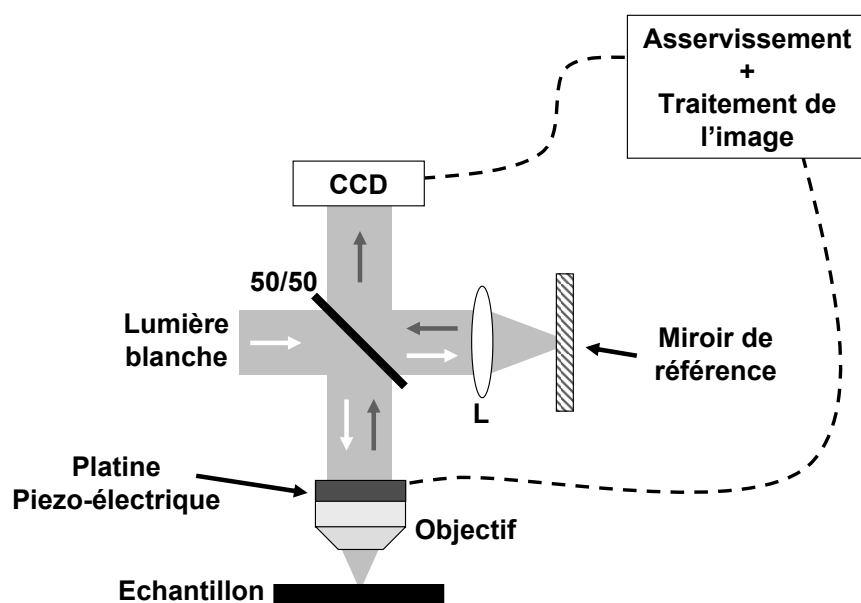 Asservissement
+
Traitement de
l'image
CCD
50/50
Lumière
blanche
Miroir de
référence
L
Platine
Piezo-électrique
Objectif
Echantillon